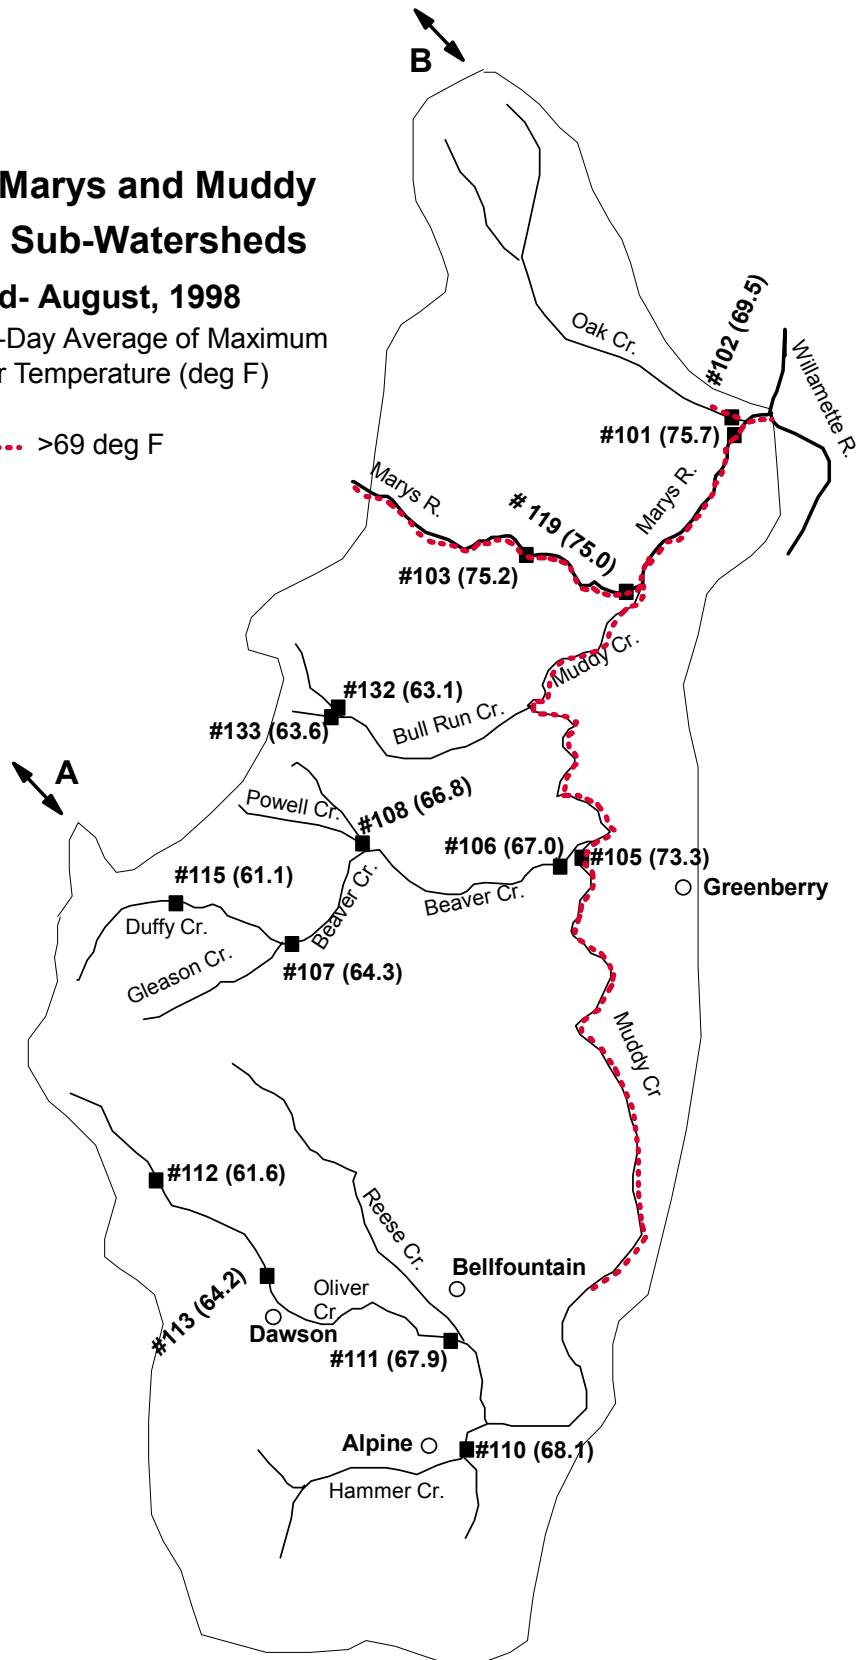 B
Marys and Muddy
Sub-Watersheds
d- August, 1998
-Day Average of Maximum
r Temperature (deg F)
>69 deg F
Oak Cr.
#102 (69.5)
Willamette R.
#101 (75.7)
Marys R.
Marys R.
# 119 (75.0)
#103 (75.2)
Muddy Cr.
#132 (63.1)
Bull Run Cr.
#133 (63.6)
A
Powell Cr.
#108 (66.8)
#106 (67.0)
#105 (73.3)
#115 (61.1)
Greenberry
Beaver Cr.
Beaver Cr.
Duffy Cr.
Gleason Cr.
#107 (64.3)
Muddy Cr
#112 (61.6)
Reese Cr.
Bellfountain
Oliver
Cr
#113 (64.2)
Dawson
#111 (67.9)
Alpine
#110 (68.1)
Hammer Cr.